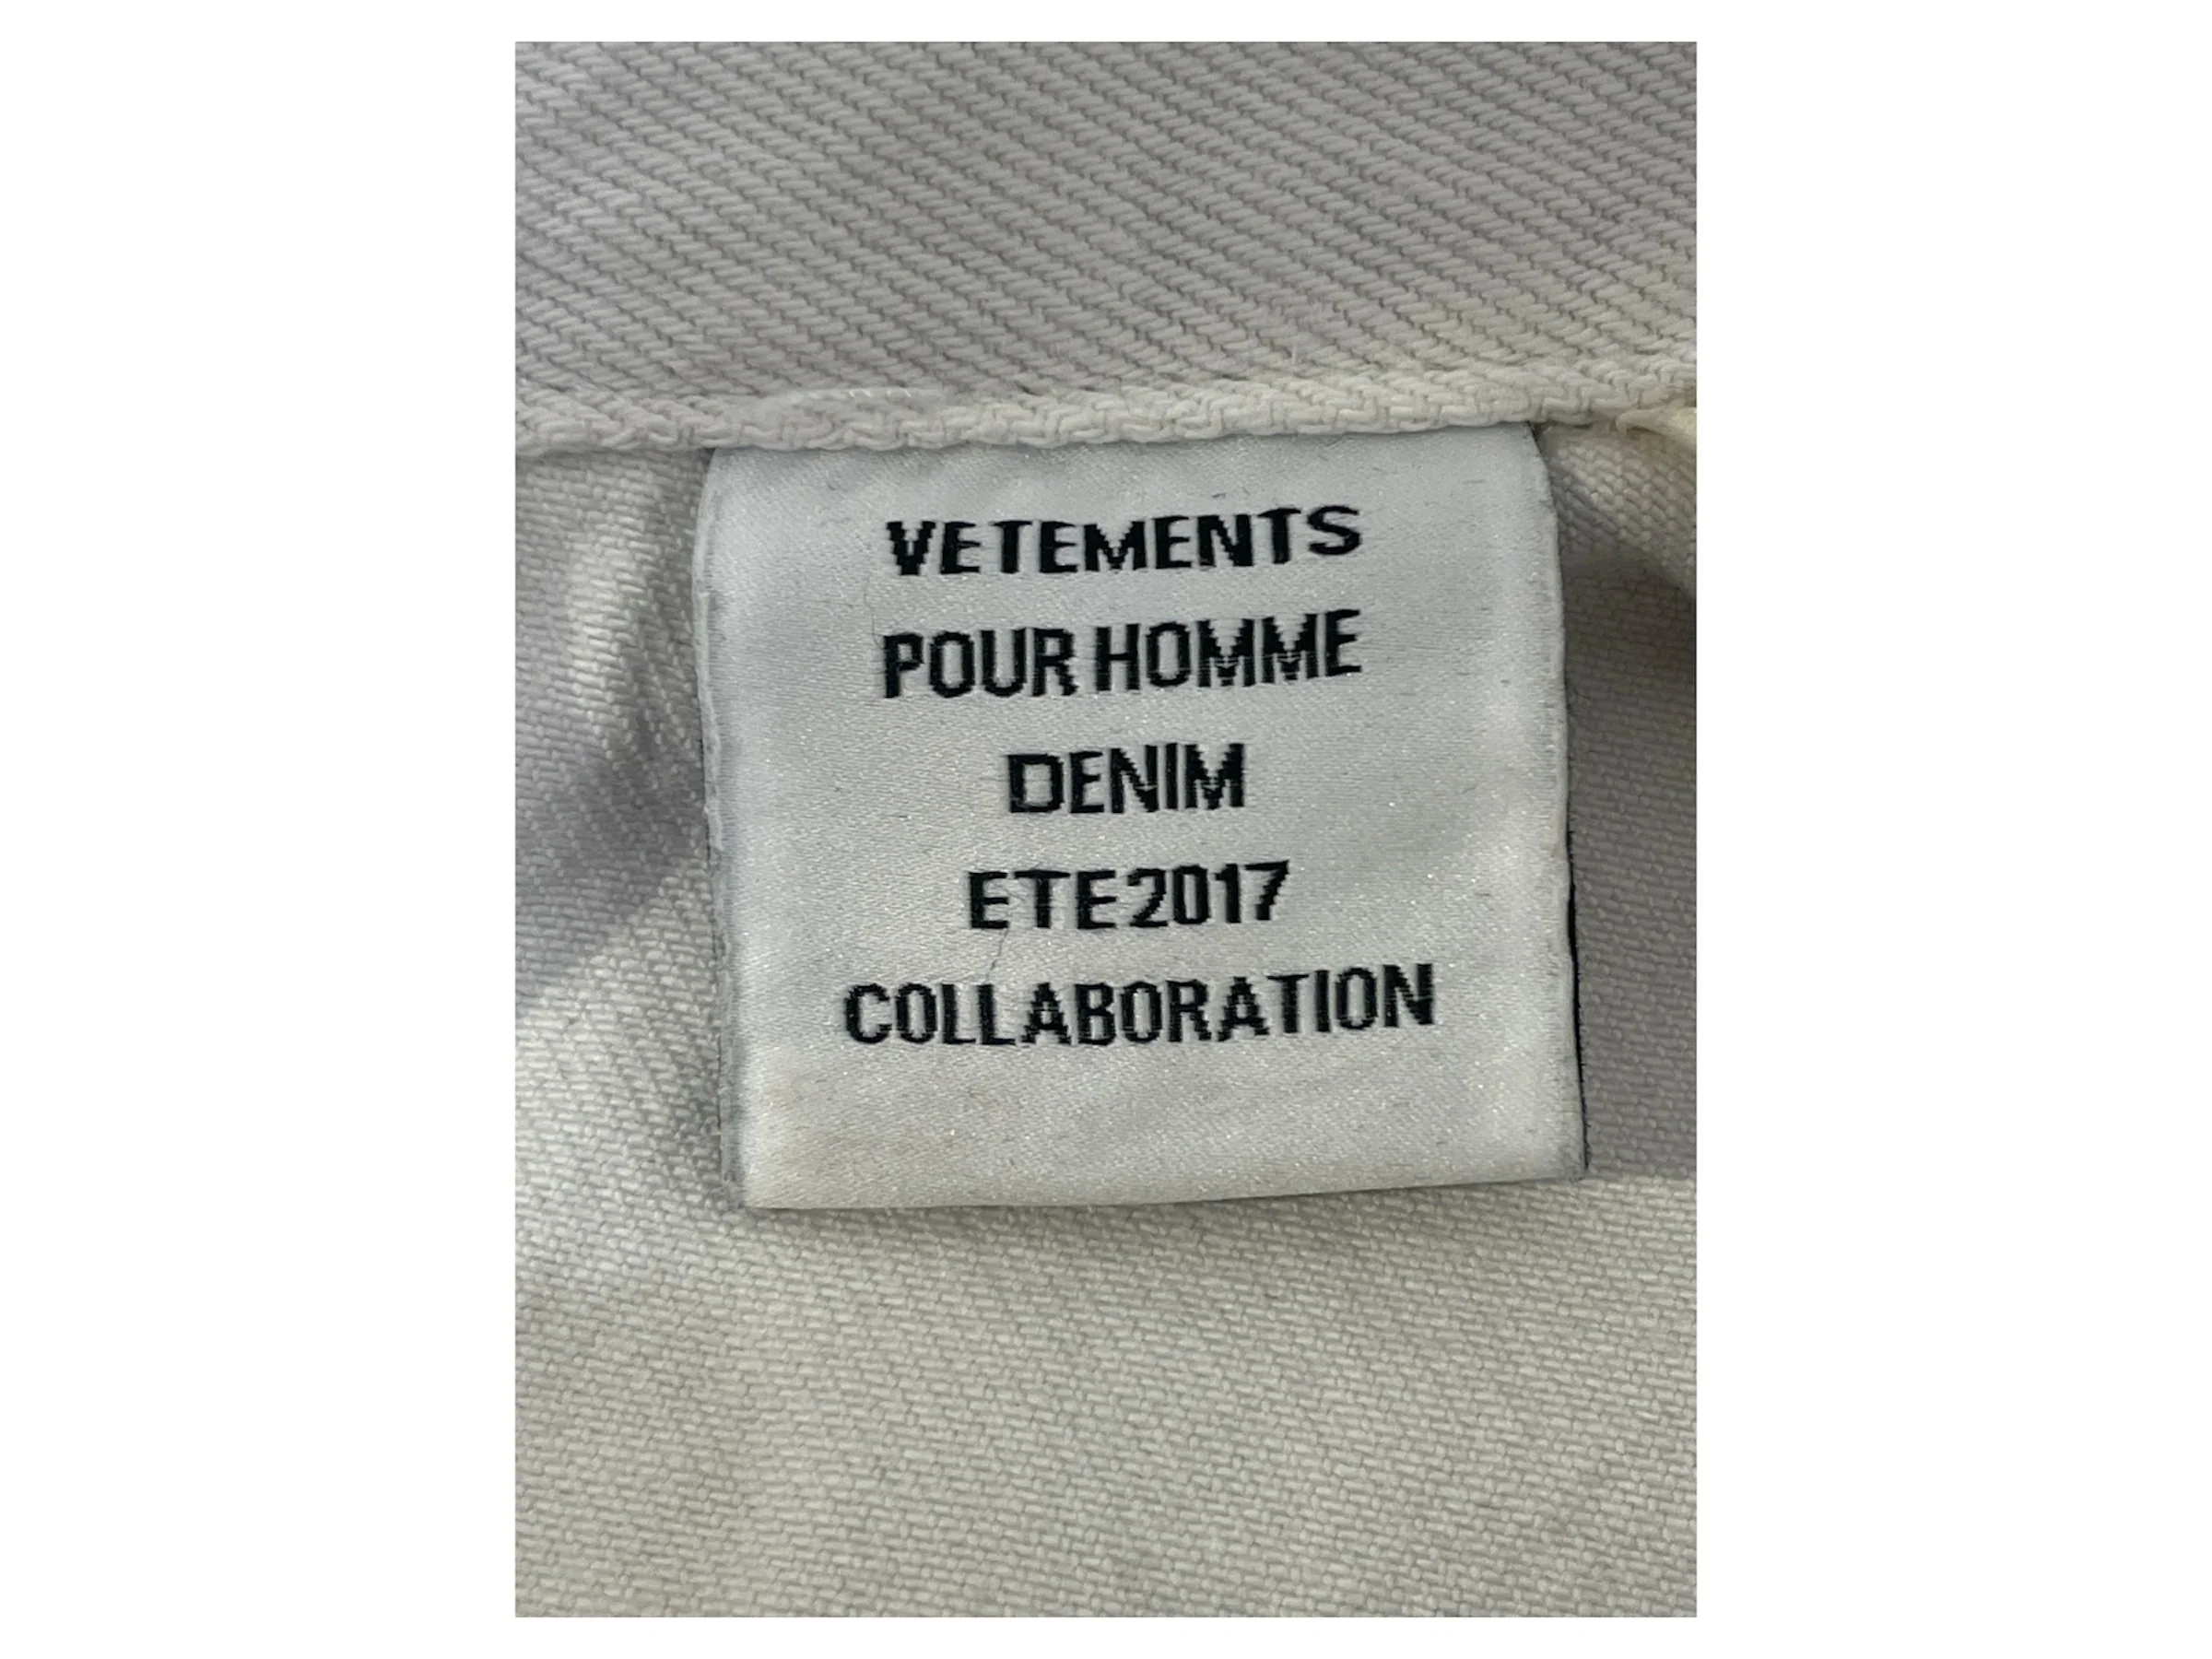 VETEMENTS
POUR HOMME
DENIM
ETE2017
COLLABORATION